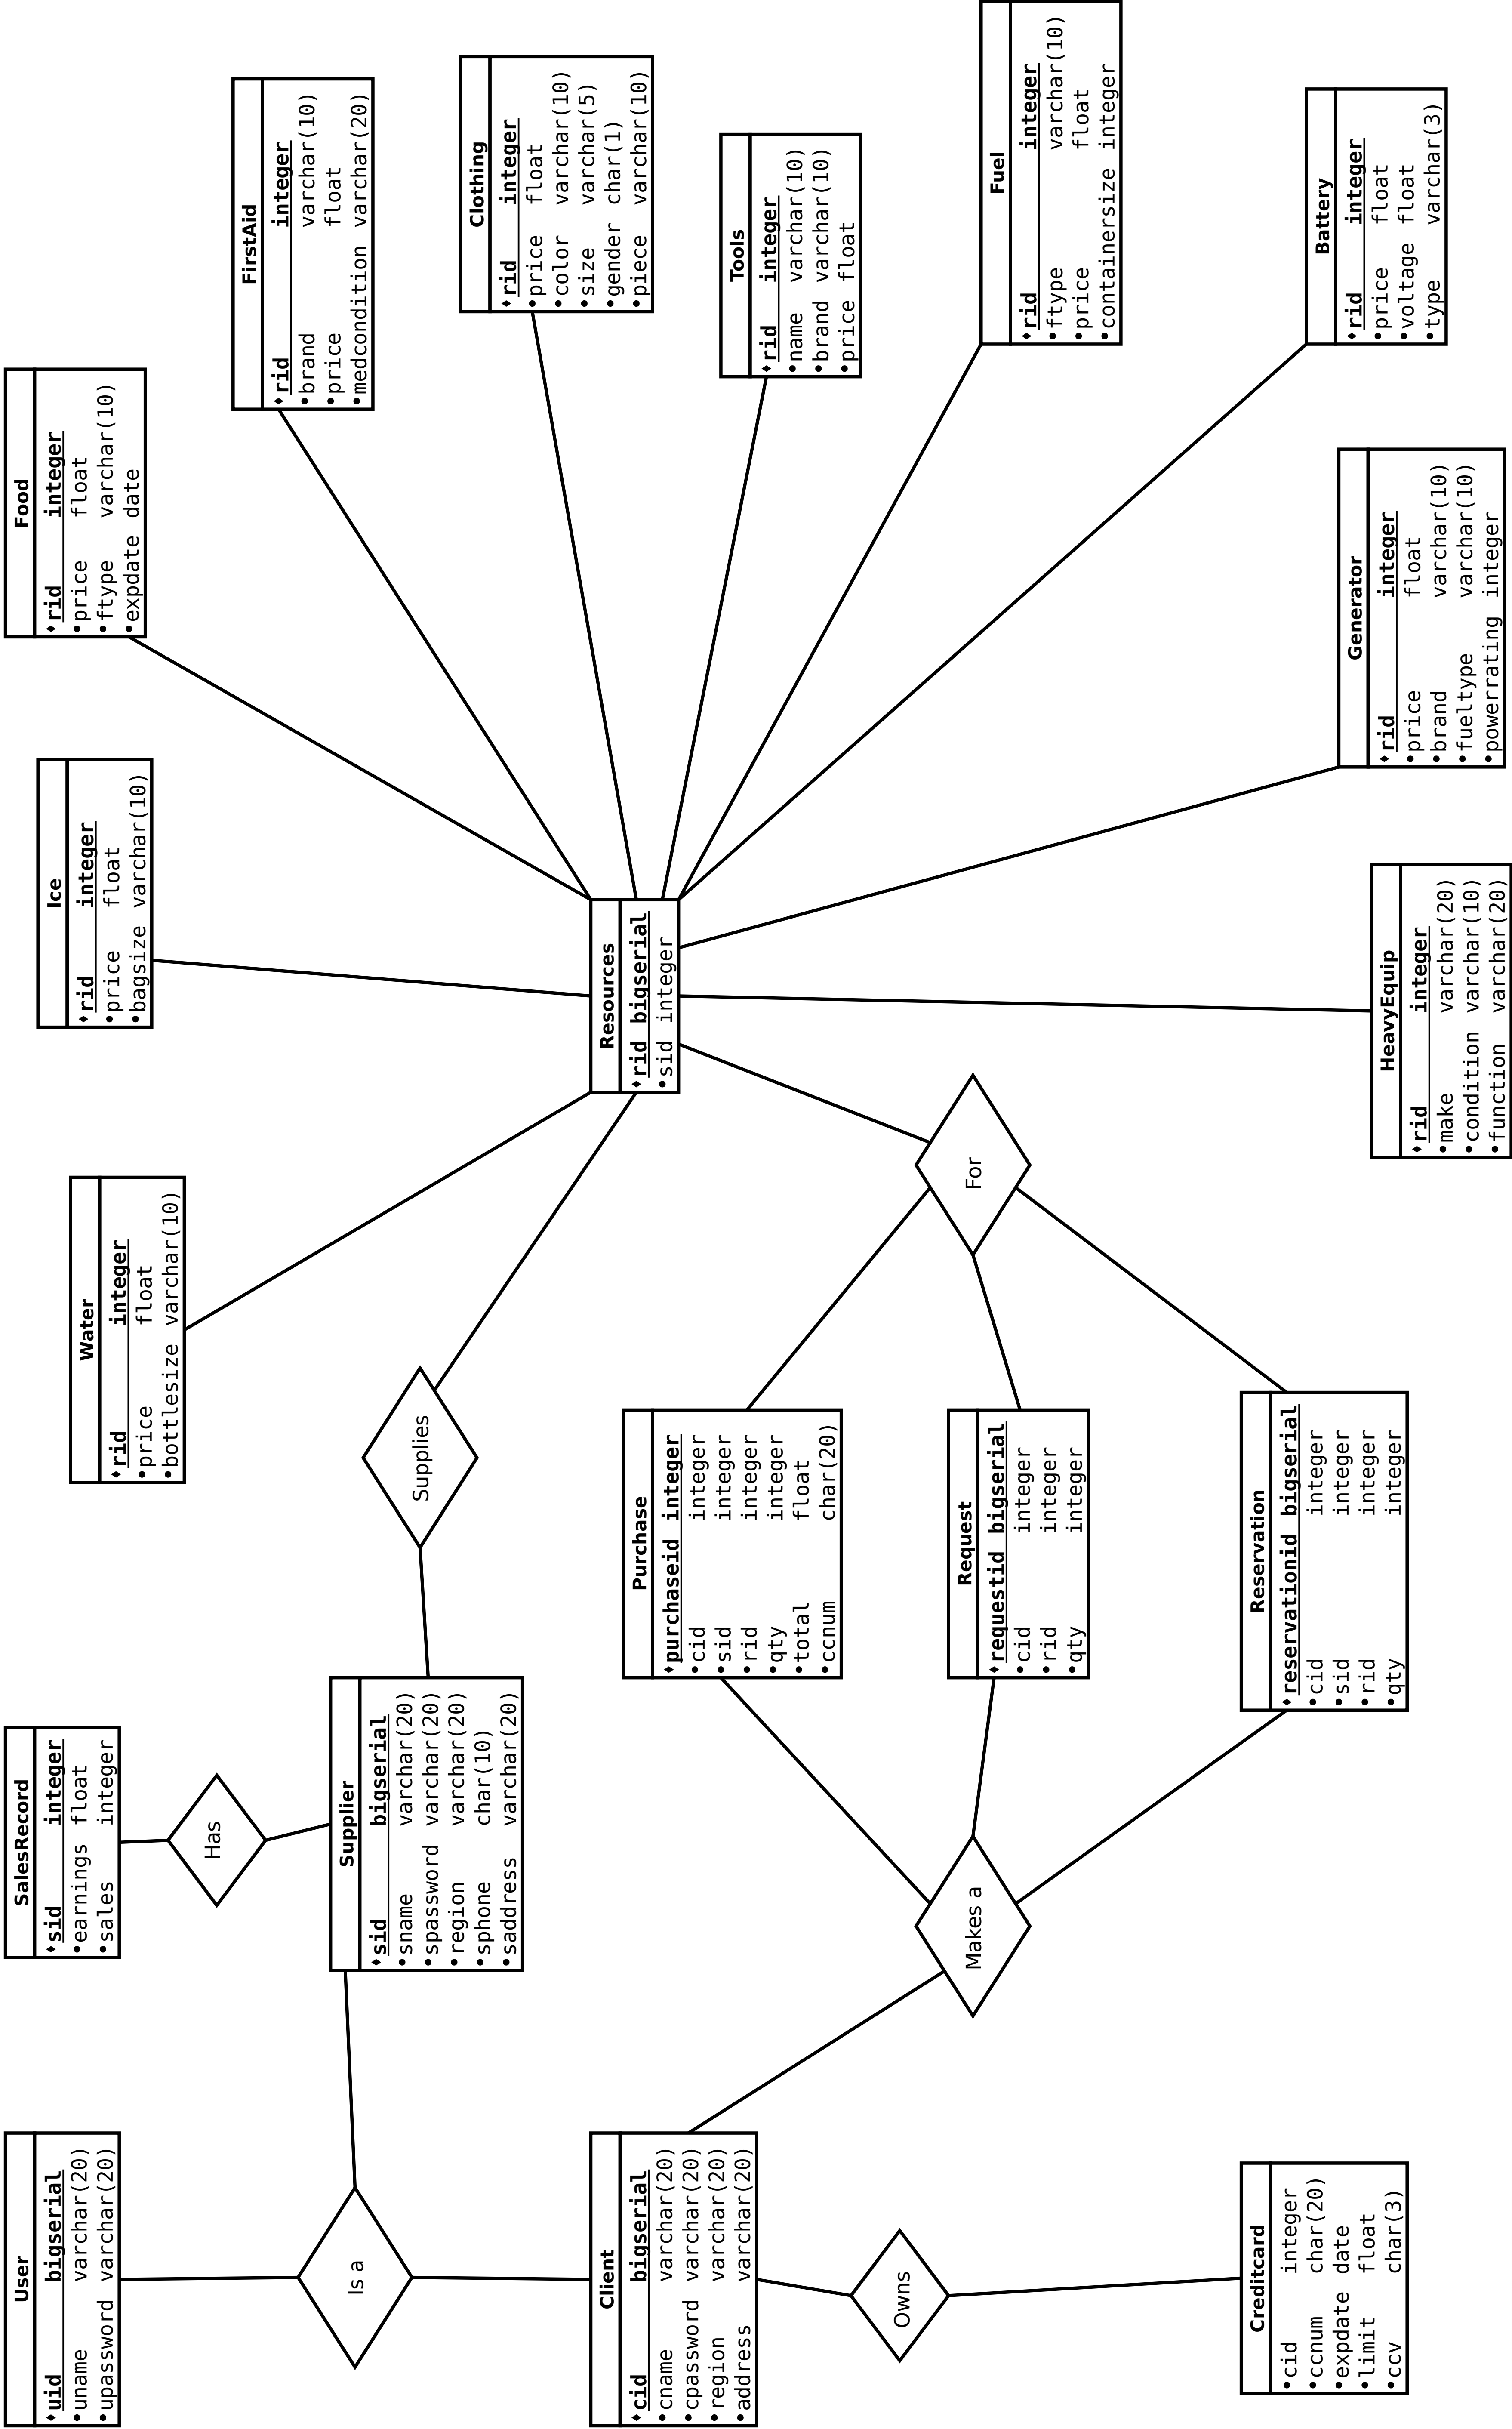 User
uid bigserial
uname varchar(20)
upassword varchar(20)
SalesRecord
sid integer
earnings float
sales integer
Water
rid integer
price float
bottlesize varchar(10)
Ice
rid integer
price float
bagsize varchar(10)
Food
rid integer
price float
ftype varchar(10)
expdate date
FirstAid
rid integer
brand varchar(10)
price float
medcondition varchar(20)
Has
Is a
Supplier
sid bigserial
sname varchar(20)
spassword varchar(20)
region varchar(20)
sphone char(10)
saddress varchar(20)
Supplies
Clothing
rid integer
price float
color varchar(10)
size varchar(5)
gender char(1)
piece varchar(10)
Client
cid bigserial
cname varchar(20)
cpassword varchar(20)
region varchar(20)
address varchar(20)
Purchase
purchaseid integer
cid integer
sid integer
rid integer
qty integer
total float
ccnum char(20)
Resources
rid bigserial
sid integer
Tools
rid integer
name varchar(10)
brand varchar(10)
price float
Owns
Makes a
Request
requestid bigserial
cid integer
rid integer
qty integer
For
Fuel
rid integer
ftype varchar(10)
price float
containersize integer
Creditcard
cid integer
ccnum char(20)
expdate date
limit float
ccv char(3)
Reservation
reservationid bigserial
cid integer
sid integer
rid integer
qty integer
HeavyEquip
rid integer
make varchar(20)
condition varchar(10)
function varchar(20)
Generator
rid integer
price float
brand varchar(10)
fueltype varchar(10)
powerrating integer
Battery
rid integer
price float
voltage float
type varchar(3)